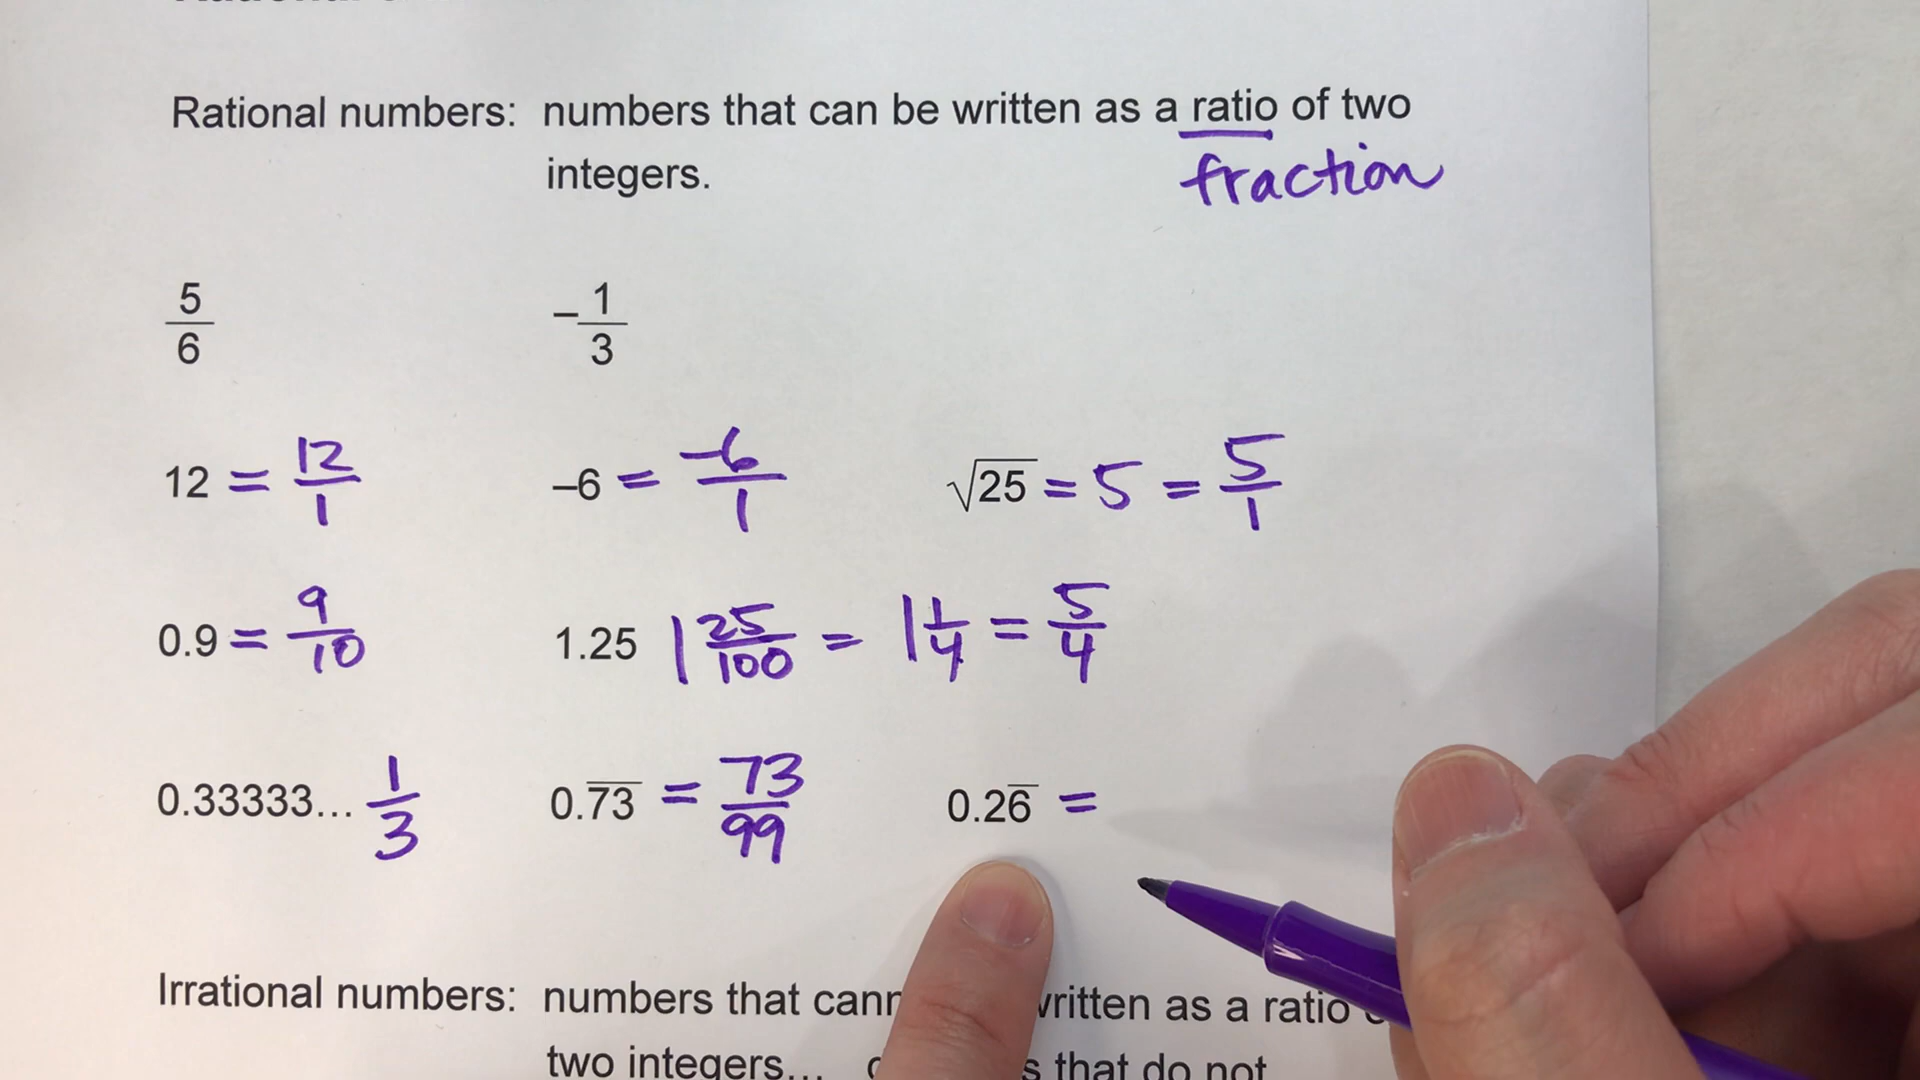 Rational numbers: numbers that can be written as a ratio of two
integers.
fraction
5/6 –1/3
12 = 12/1 –6 = -6/1 √25 = 5 = 5/1
0.9 = 9/10 1.25 1 25/100 = 1 1/4 = 5/4
0.33333... 1/3 0.7̅3̅ = 73/99 0.26̅ =
Irrational numbers: numbers that written as a ratio
two integers... that do not